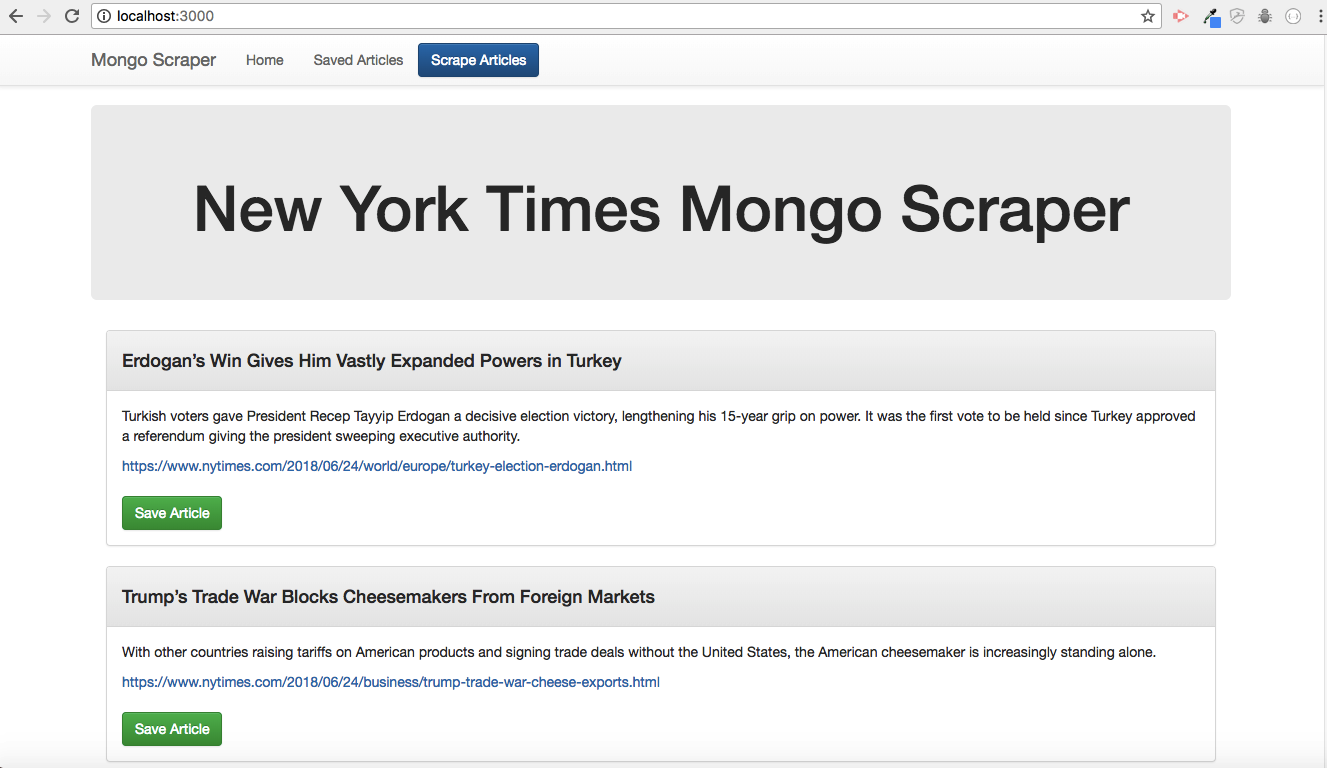 localhost:3000
Mongo Scraper Home Saved Articles Scrape Articles
New York Times Mongo Scraper
Erdogan’s Win Gives Him Vastly Expanded Powers in Turkey
Turkish voters gave President Recep Tayyip Erdogan a decisive election victory, lengthening his 15-year grip on power. It was the first vote to be held since Turkey approved
a referendum giving the president sweeping executive authority.
https://www.nytimes.com/2018/06/24/world/europe/turkey-election-erdogan.html
Save Article
Trump’s Trade War Blocks Cheesemakers From Foreign Markets
With other countries raising tariffs on American products and signing trade deals without the United States, the American cheesemaker is increasingly standing alone.
https://www.nytimes.com/2018/06/24/business/trump-trade-war-cheese-exports.html
Save Article